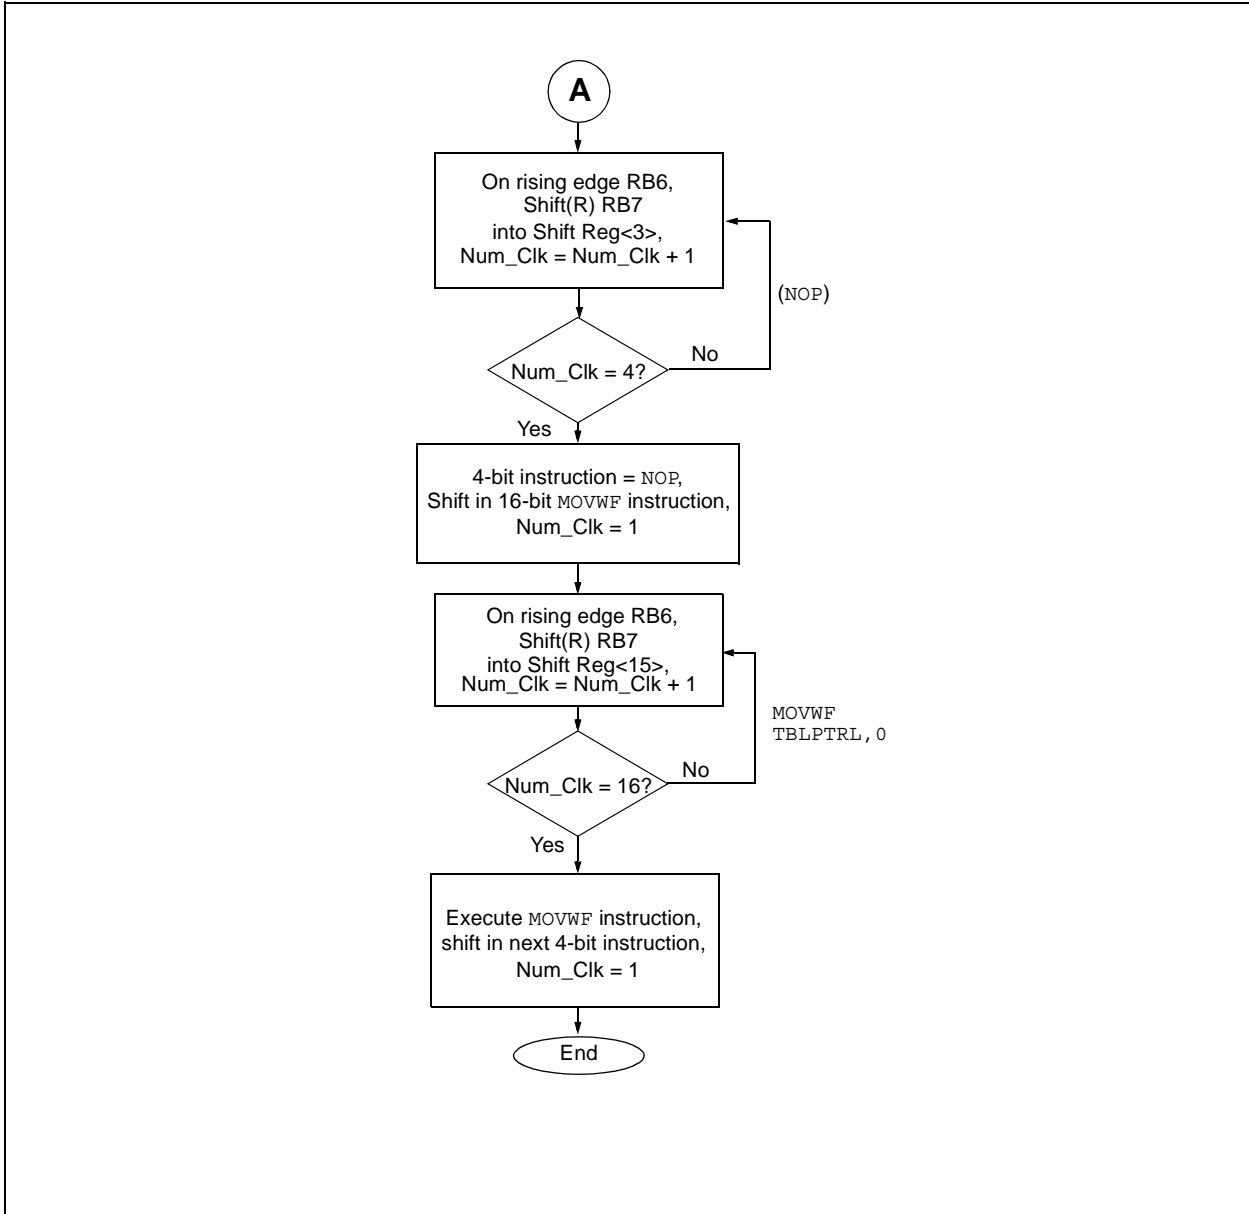 A
On rising edge RB6,
Shift(R) RB7
into Shift Reg<3>,
Num_Clk = Num_Clk + 1
(NOP)
Num_Clk = 4?
No
Yes
4-bit instruction = NOP,
Shift in 16-bit MOVWF instruction,
Num_Clk = 1
On rising edge RB6,
Shift(R) RB7
into Shift Reg<15>,
Num_Clk = Num_Clk + 1
MOVWF
TBLPTRL,0
Num_Clk = 16?
No
Yes
Execute MOVWF instruction,
shift in next 4-bit instruction,
Num_Clk = 1
End